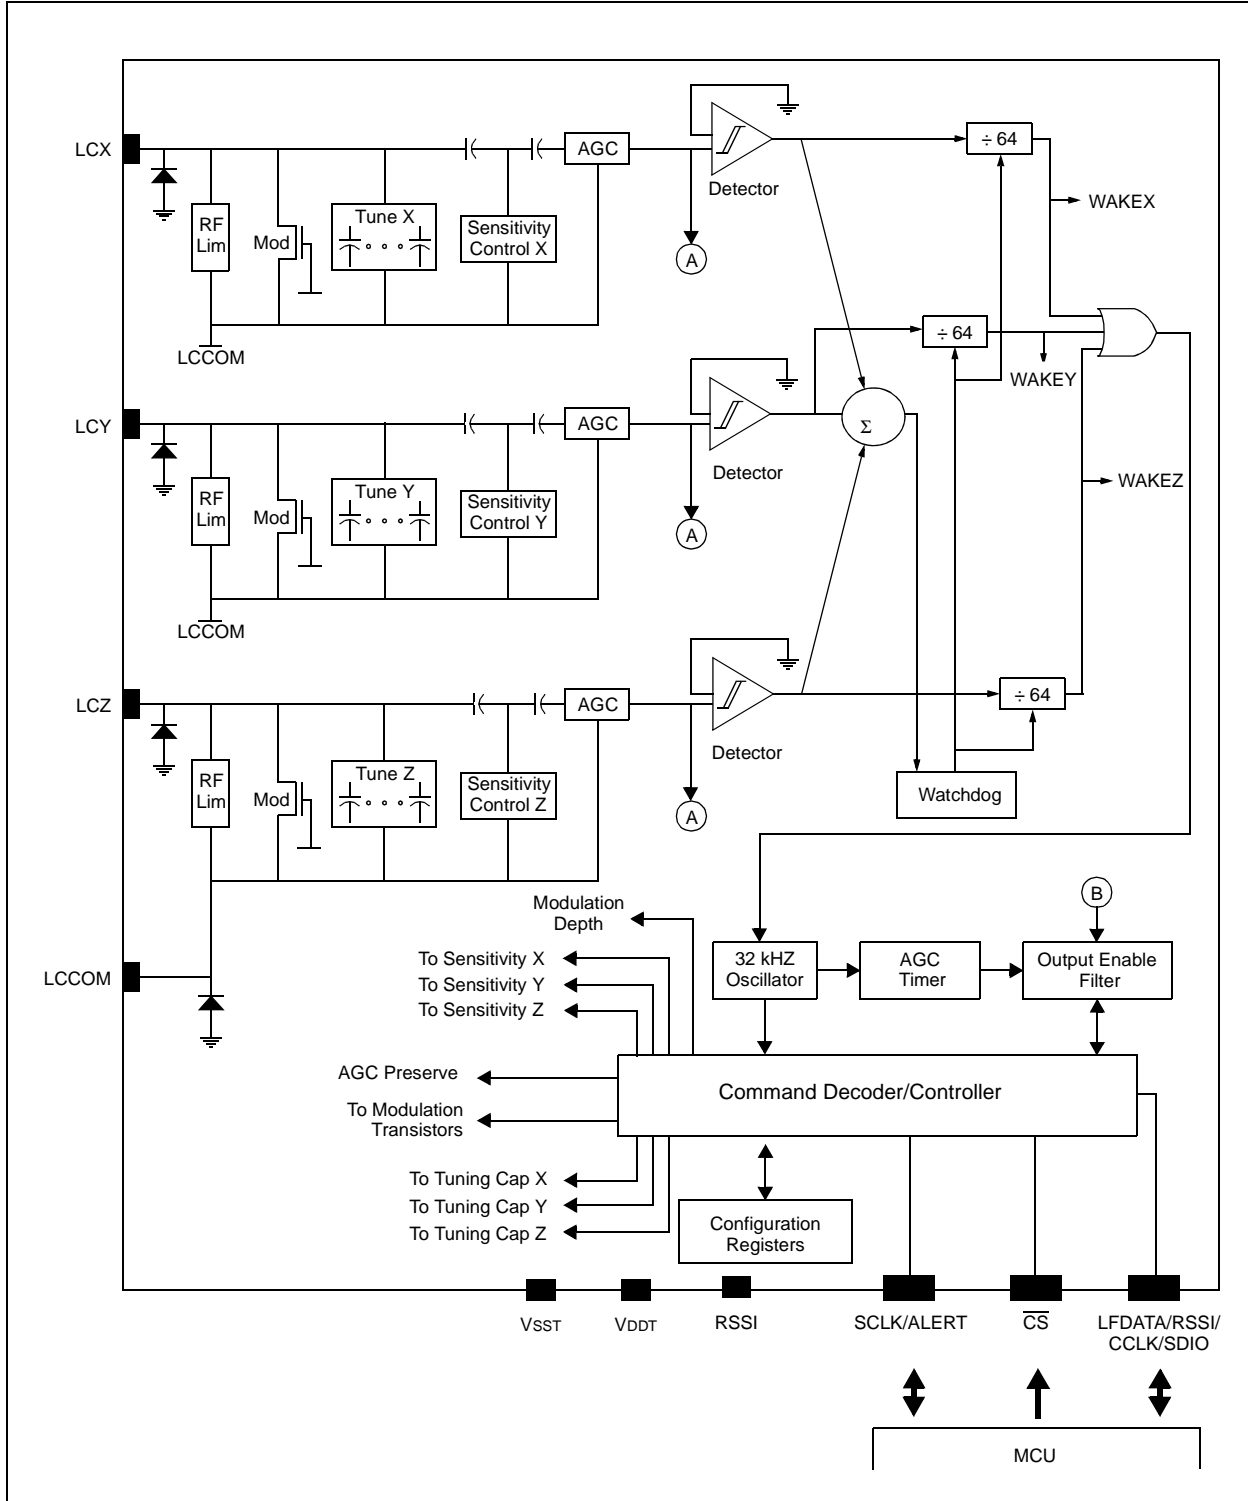 LCX
AGC
÷ 64
Detector
WAKEX
RF
Lim
Mod
Tune X
Sensitivity
Control X
A
LCCOM
÷ 64
WAKEY
LCY
AGC
Σ
Detector
WAKEZ
RF
Lim
Mod
Tune Y
Sensitivity
Control Y
A
LCCOM
LCZ
AGC
÷ 64
Detector
RF
Lim
Mod
Tune Z
Sensitivity
Control Z
A
Watchdog
Modulation
Depth
B
To Sensitivity X
To Sensitivity Y
To Sensitivity Z
32 kHZ
Oscillator
AGC
Timer
Output Enable
Filter
LCCOM
AGC Preserve
To Modulation
Transistors
Command Decoder/Controller
To Tuning Cap X
To Tuning Cap Y
To Tuning Cap Z
Configuration
Registers
VSST
VDDT
RSSI
SCLK/ALERT
CS
LFDATA/RSSI/
CCLK/SDIO
MCU